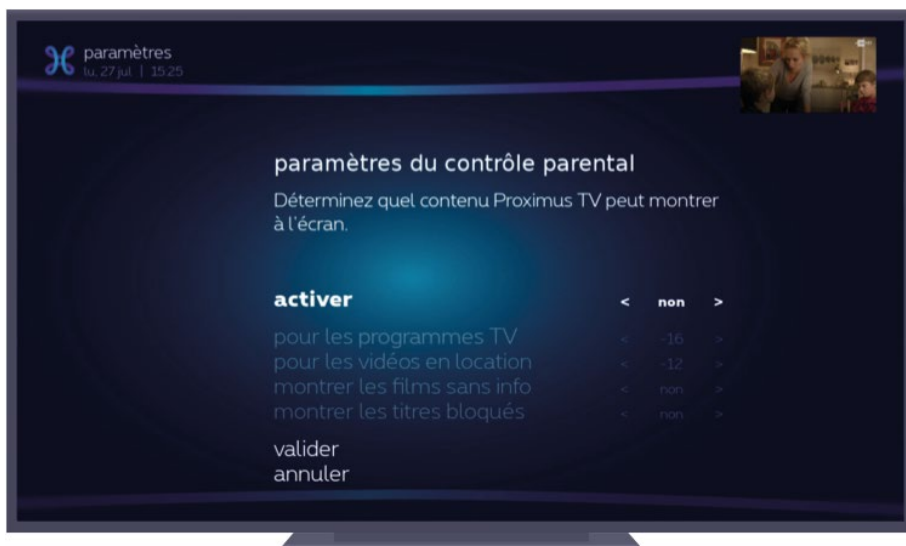 paramètres
lu, 27 jul | 15:25
paramètres du contrôle parental
Déterminez quel contenu Proximus TV peut montrer
à l'écran.
activer < non >
pour les programmes TV < -16 >
pour les vidéos en location < -12 >
montrer les films sans info < non >
montrer les titres bloqués < non >
valider
annuler